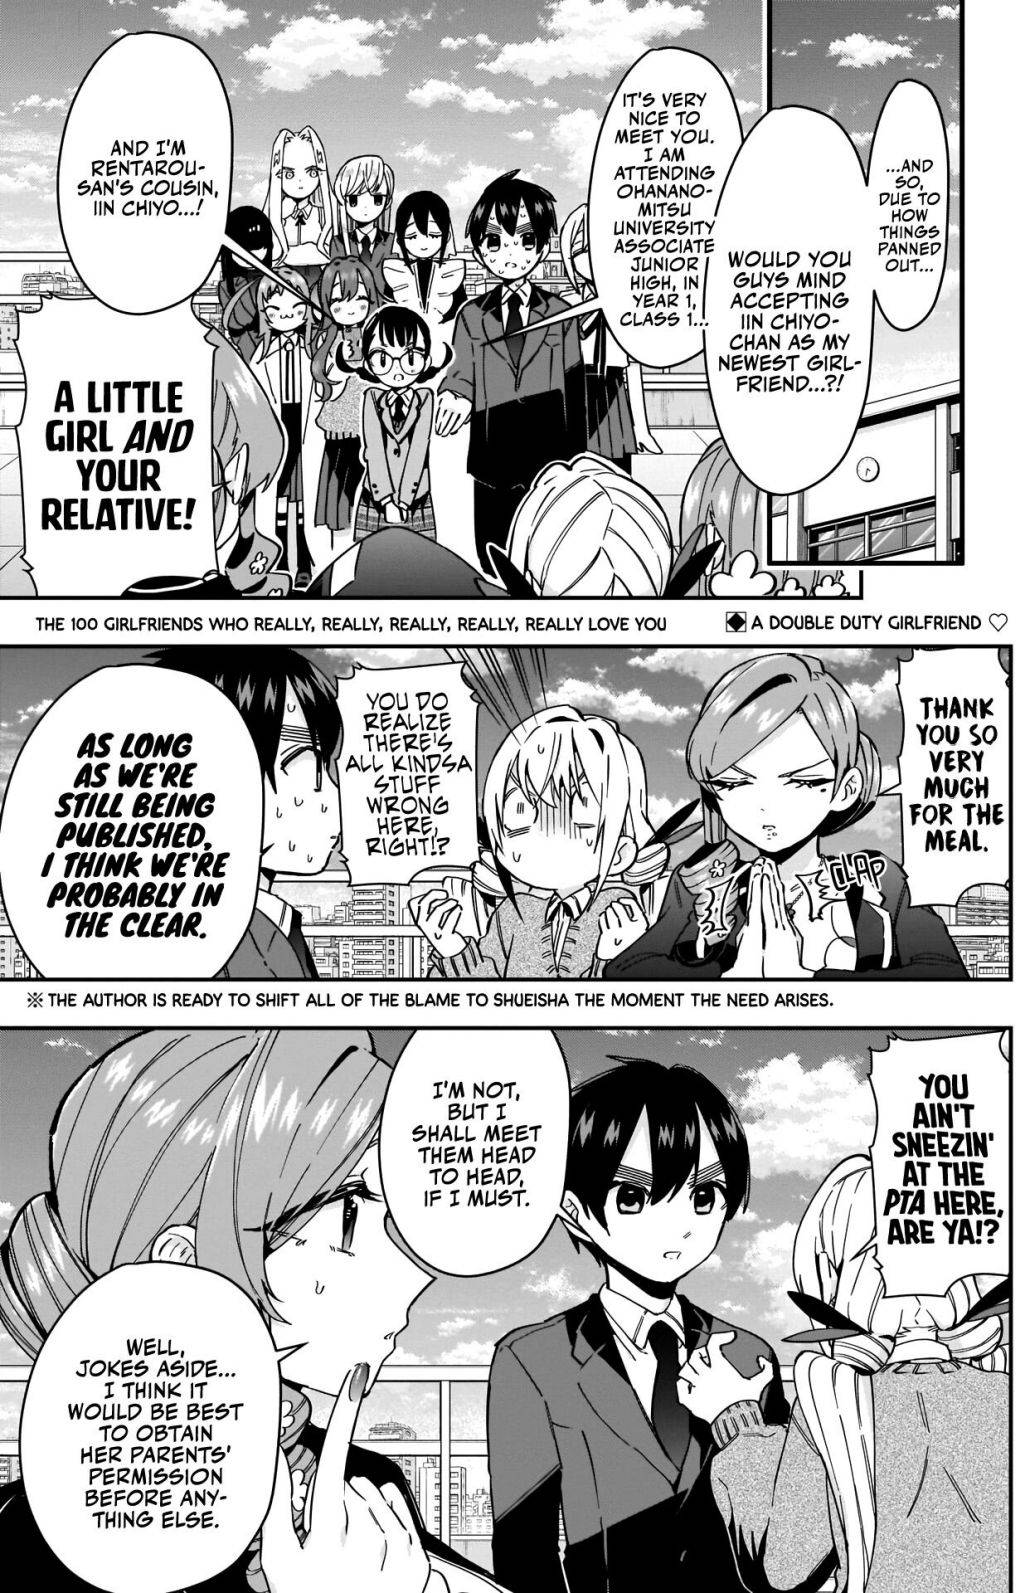 ...AND
SO,
DUE TO
HOW
THINGS
PANNED
OUT...
WOULD YOU
GUYS MIND
ACCEPTING
IIN CHIYO-
CHAN AS MY
NEWEST GIRL-
FRIEND...?!
IT'S VERY
NICE TO
MEET YOU.
I AM
ATTENDING
OHANANO-
MITSU
UNIVERSITY
ASSOCIATE
JUNIOR
HIGH, IN
YEAR 1,
CLASS 1...
AND I'M
RENTAROU-
SAN'S COUSIN,
IIN CHIYO...!
A LITTLE
GIRL AND
YOUR
RELATIVE!
THE 100 GIRLFRIENDS WHO REALLY, REALLY, REALLY, REALLY, REALLY LOVE YOU
◆ A DOUBLE DUTY GIRLFRIEND ♡
THANK
YOU SO
VERY
MUCH
FOR THE
MEAL.
CLAP
YOU DO
REALIZE
THERE'S
ALL KINDSA
STUFF
WRONG
HERE,
RIGHT!?
AS LONG
AS WE'RE
STILL BEING
PUBLISHED,
I THINK WE'RE
PROBABLY IN
THE CLEAR.
※ THE AUTHOR IS READY TO SHIFT ALL OF THE BLAME TO SHUEISHA THE MOMENT THE NEED ARISES.
YOU
AIN'T
SNEEZIN'
AT THE
PTA HERE,
ARE YA!?
I'M NOT,
BUT I
SHALL MEET
THEM HEAD
TO HEAD,
IF I MUST.
WELL,
JOKES ASIDE...
I THINK IT
WOULD BE BEST
TO OBTAIN
HER PARENTS'
PERMISSION
BEFORE ANY-
THING ELSE.